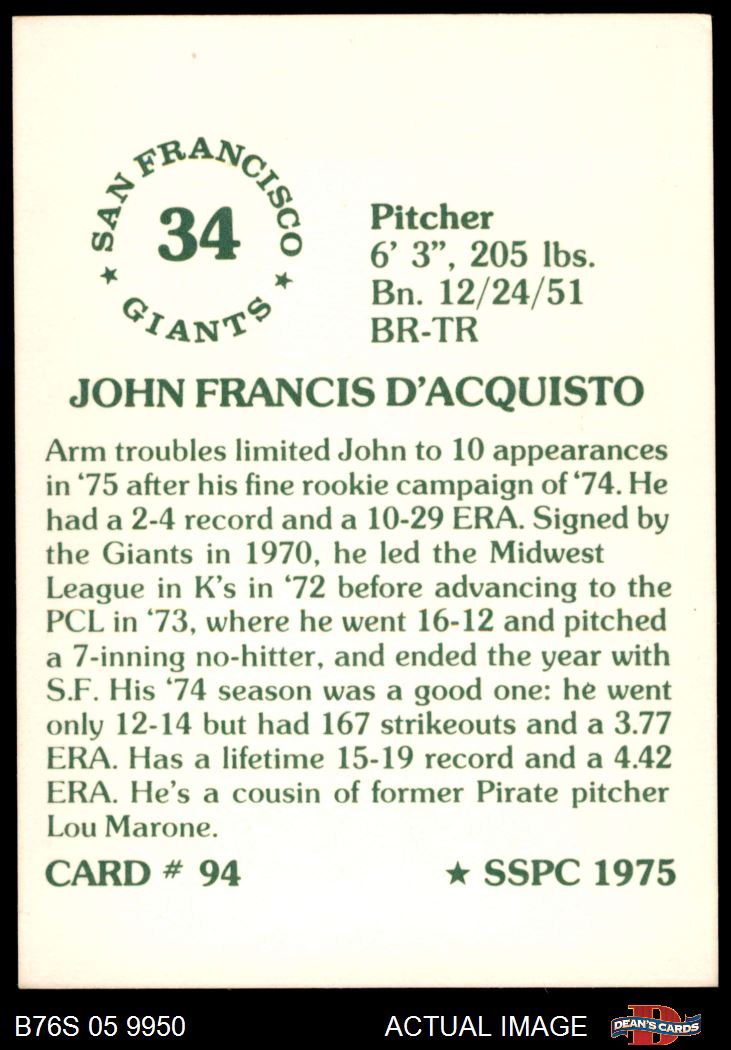 SAN FRANCISCO
34
★ GIANTS ★
Pitcher
6’ 3”, 205 lbs.
Bn. 12/24/51
BR-TR
JOHN FRANCIS D’ACQUISTO
Arm troubles limited John to 10 appearances
in ‘75 after his fine rookie campaign of ‘74. He
had a 2-4 record and a 10-29 ERA. Signed by
the Giants in 1970, he led the Midwest
League in K’s in ‘72 before advancing to the
PCL in ‘73, where he went 16-12 and pitched
a 7-inning no-hitter, and ended the year with
S.F. His ‘74 season was a good one: he went
only 12-14 but had 167 strikeouts and a 3.77
ERA. Has a lifetime 15-19 record and a 4.42
ERA. He’s a cousin of former Pirate pitcher
Lou Marone.
CARD # 94 ★ SSPC 1975
B76S 05 9950 ACTUAL IMAGE D DEAN'S CARDS